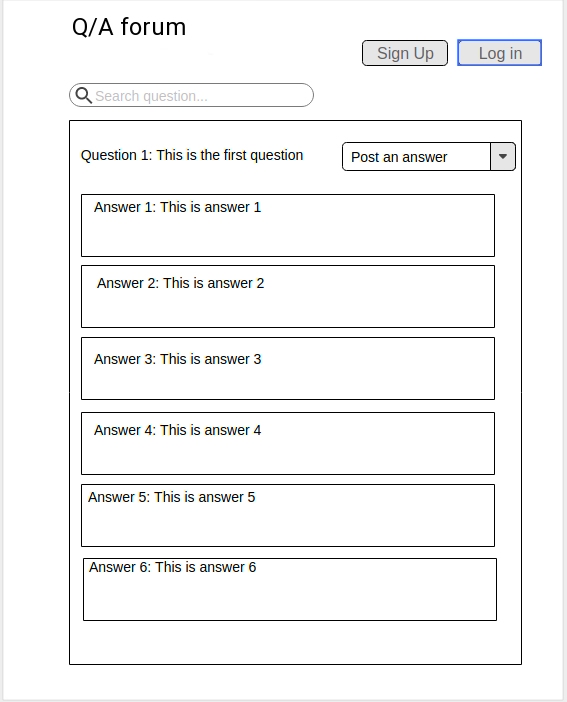 Q/A forum
Sign Up
Log in
Search question...
Question 1: This is the first question
Post an answer
Answer 1: This is answer 1
Answer 2: This is answer 2
Answer 3: This is answer 3
Answer 4: This is answer 4
Answer 5: This is answer 5
Answer 6: This is answer 6